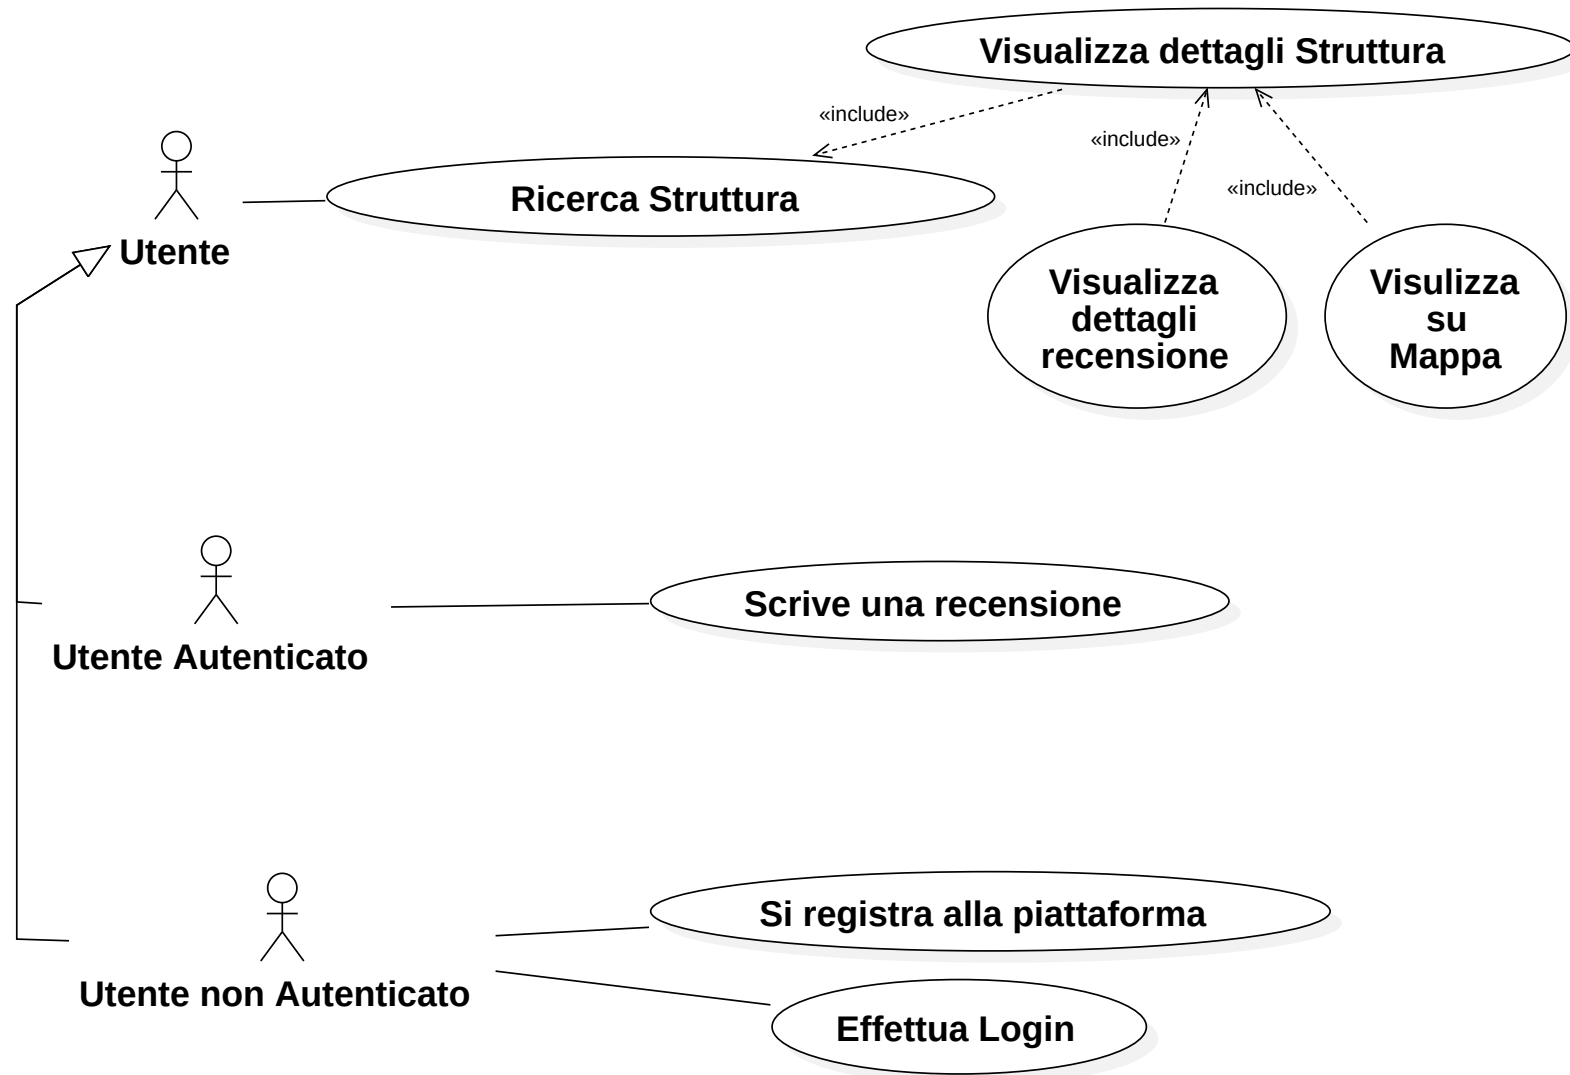 Visualizza dettagli Struttura
«include»
«include»
«include»
Ricerca Struttura
Utente
Visualizza
dettagli
recensione
Visulizza
su
Mappa
Scrive una recensione
Utente Autenticato
Si registra alla piattaforma
Utente non Autenticato
Effettua Login